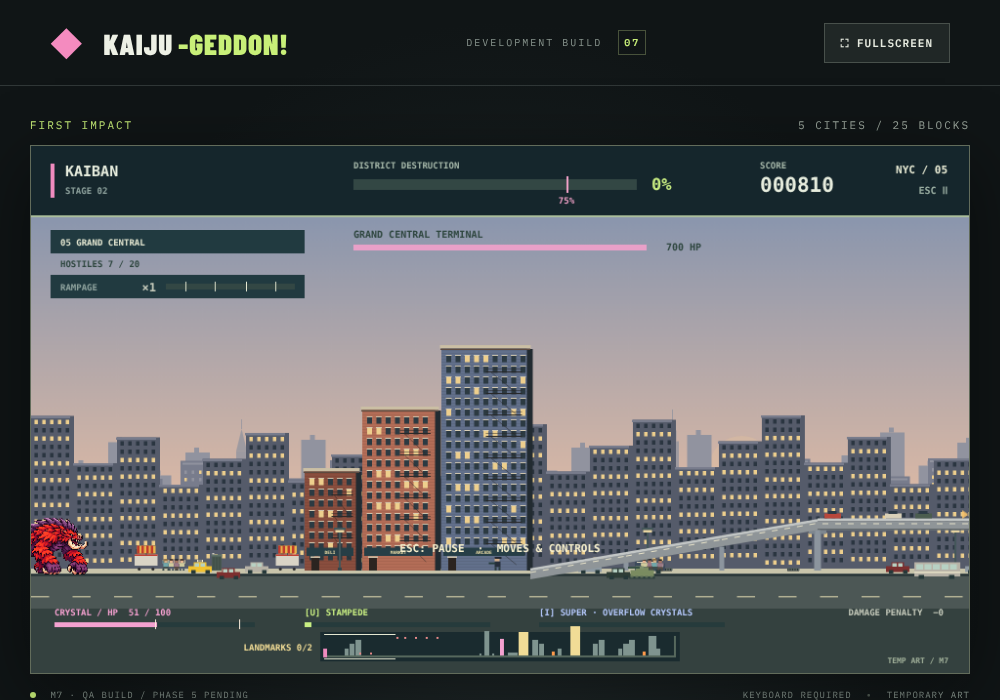 KAIJU-GEDDON!
DEVELOPMENT BUILD 07
FULLSCREEN
FIRST IMPACT
5 CITIES / 25 BLOCKS
KAIBAN
STAGE 02
DISTRICT DESTRUCTION
0%
75%
SCORE
000810
NYC / 05
ESC II
05 GRAND CENTRAL
HOSTILES 7 / 20
RAMPAGE ×1
GRAND CENTRAL TERMINAL
700 HP
DELI
ARCADE
ESC: PAUSE
MOVES & CONTROLS
CRYSTAL / HP 51 / 100
[U] STAMPEDE
[I] SUPER · OVERFLOW CRYSTALS
DAMAGE PENALTY −0
LANDMARKS 0/2
TEMP ART / M7
M7 · QA BUILD / PHASE 5 PENDING
KEYBOARD REQUIRED • TEMPORARY ART